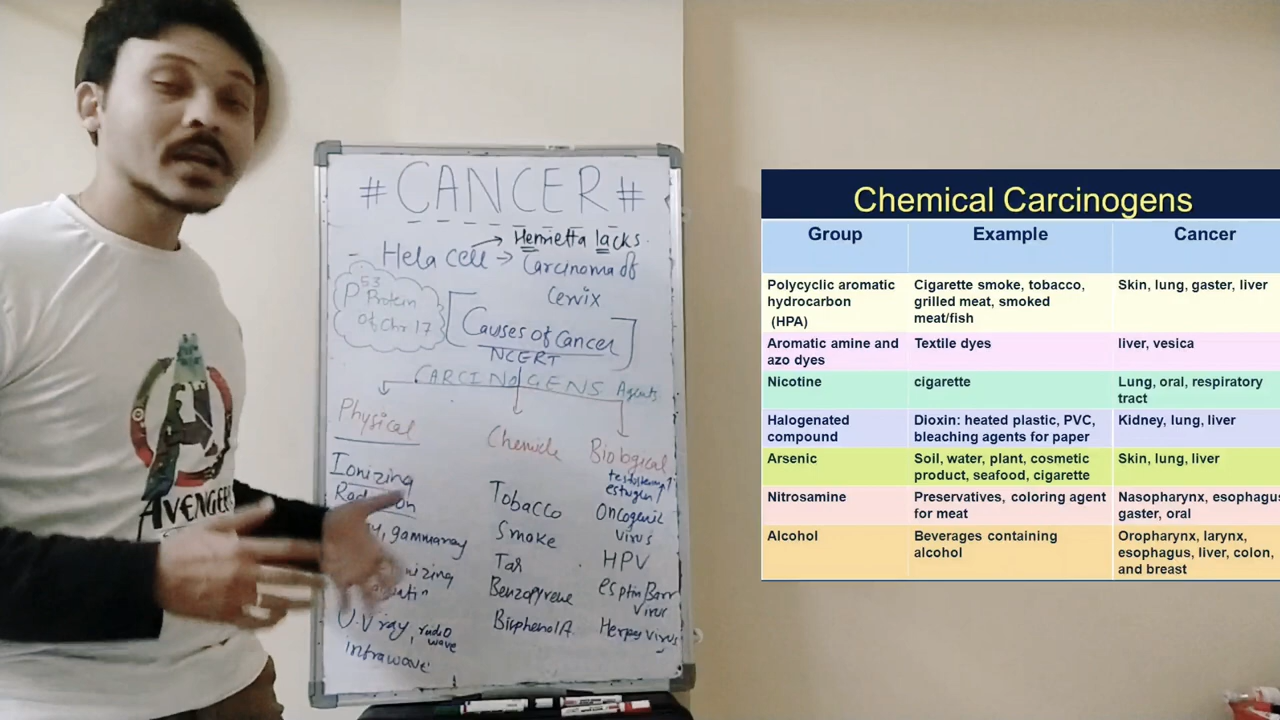 # CANCER #
- Hela cell → Henrietta lacks.
→ Carcinoma of
Cervix
P53 Protein
of Chr 17
[Causes of Cancer]
NCERT
CARCINOGENS Agents
Physical
Ionizing
gammaray
U.V ray, radio
wave
infrawave
Chemicle
Tobacco
Smoke
Tar
Benzopyrene
BisphenolA.
Biological
estrogen
Oncogenic
virus
HPV
Virus
Herpes virus
AVENGERS
Chemical Carcinogens
Group Example Cancer
Polycyclic aromatic Cigarette smoke, tobacco, Skin, lung, gaster, liver
hydrocarbon grilled meat, smoked
(HPA) meat/fish
Aromatic amine and Textile dyes liver, vesica
azo dyes
Nicotine cigarette Lung, oral, respiratory
tract
Halogenated Dioxin: heated plastic, PVC, Kidney, lung, liver
compound bleaching agents for paper
Arsenic Soil, water, plant, cosmetic Skin, lung, liver
product, seafood, cigarette
Nitrosamine Preservatives, coloring agent Nasopharynx, esophagus
for meat gaster, oral
Alcohol Beverages containing Oropharynx, larynx,
alcohol esophagus, liver, colon,
and breast